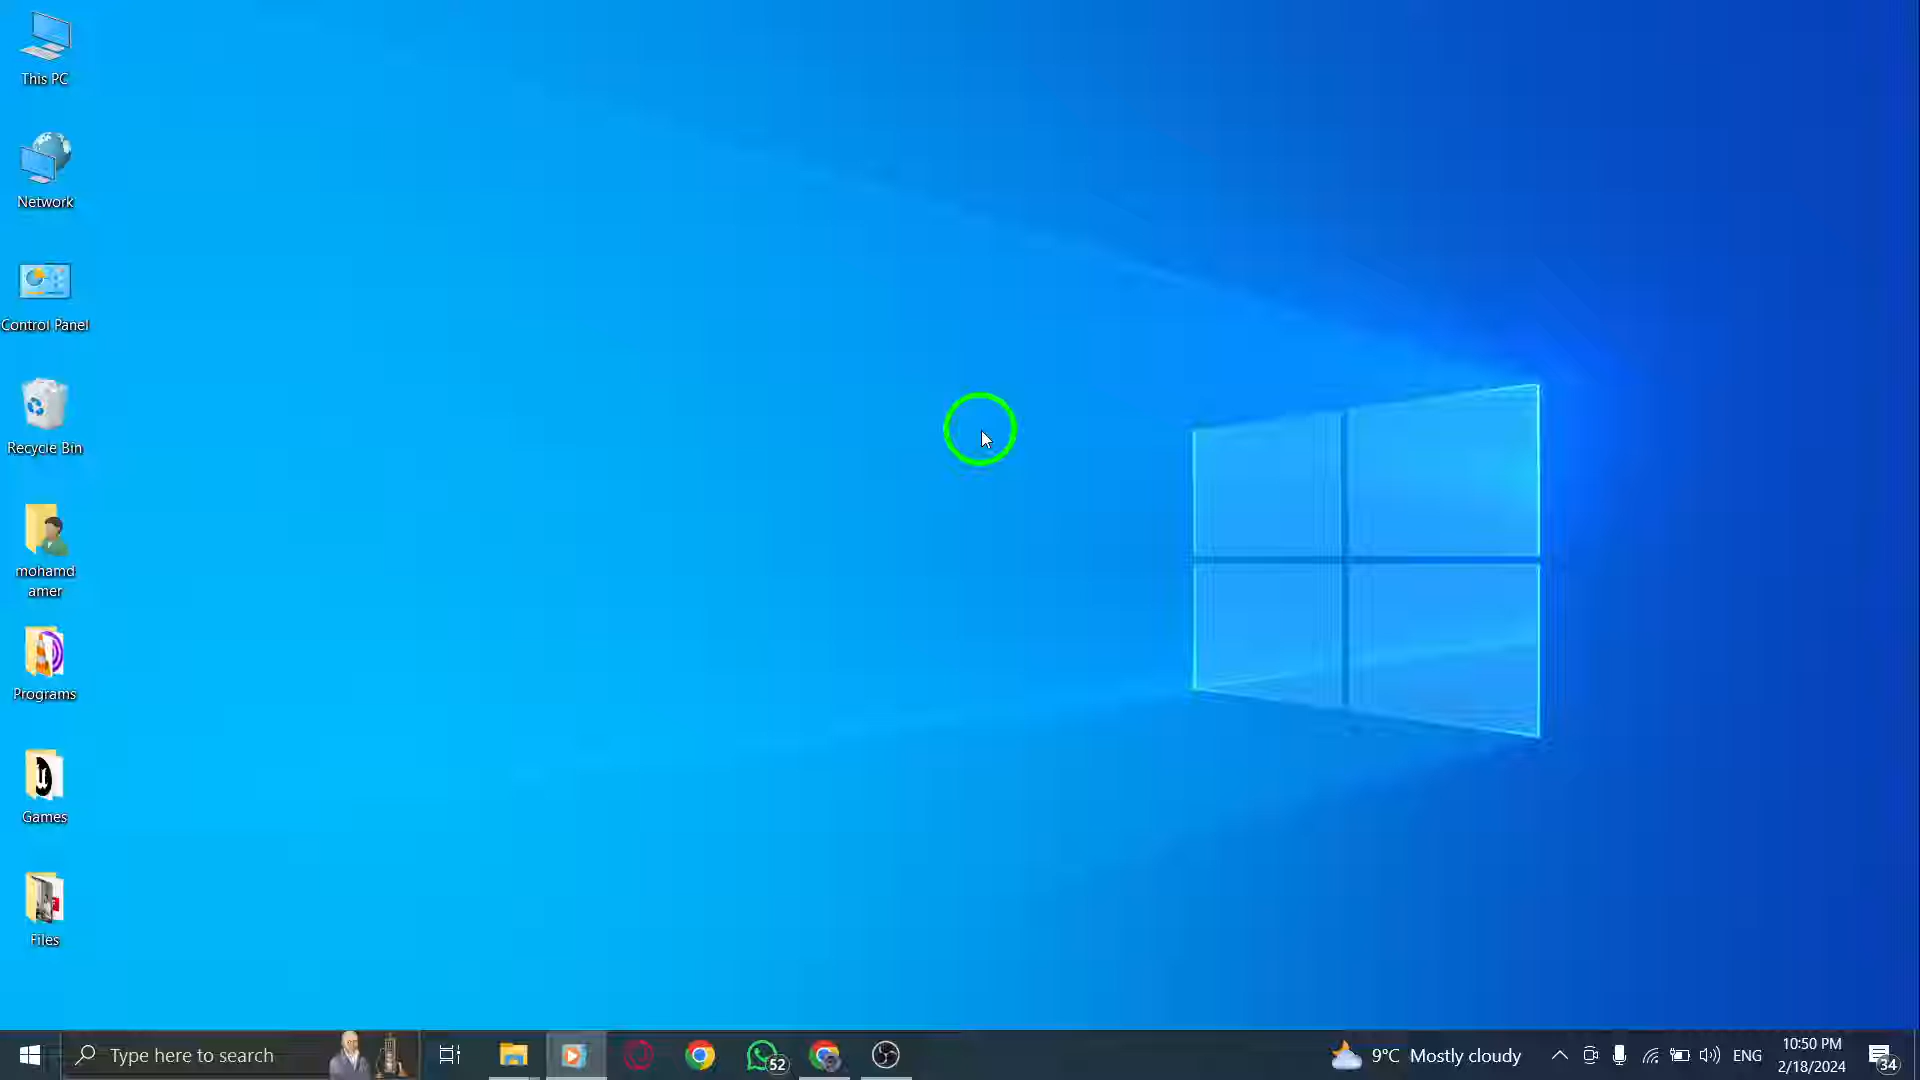 This PC
Network
Control Panel
Recycle Bin
mohamd
amer
Programs
Games
Files
Type here to search
52
9°C Mostly cloudy
ENG
10:50 PM
2/18/2024
34